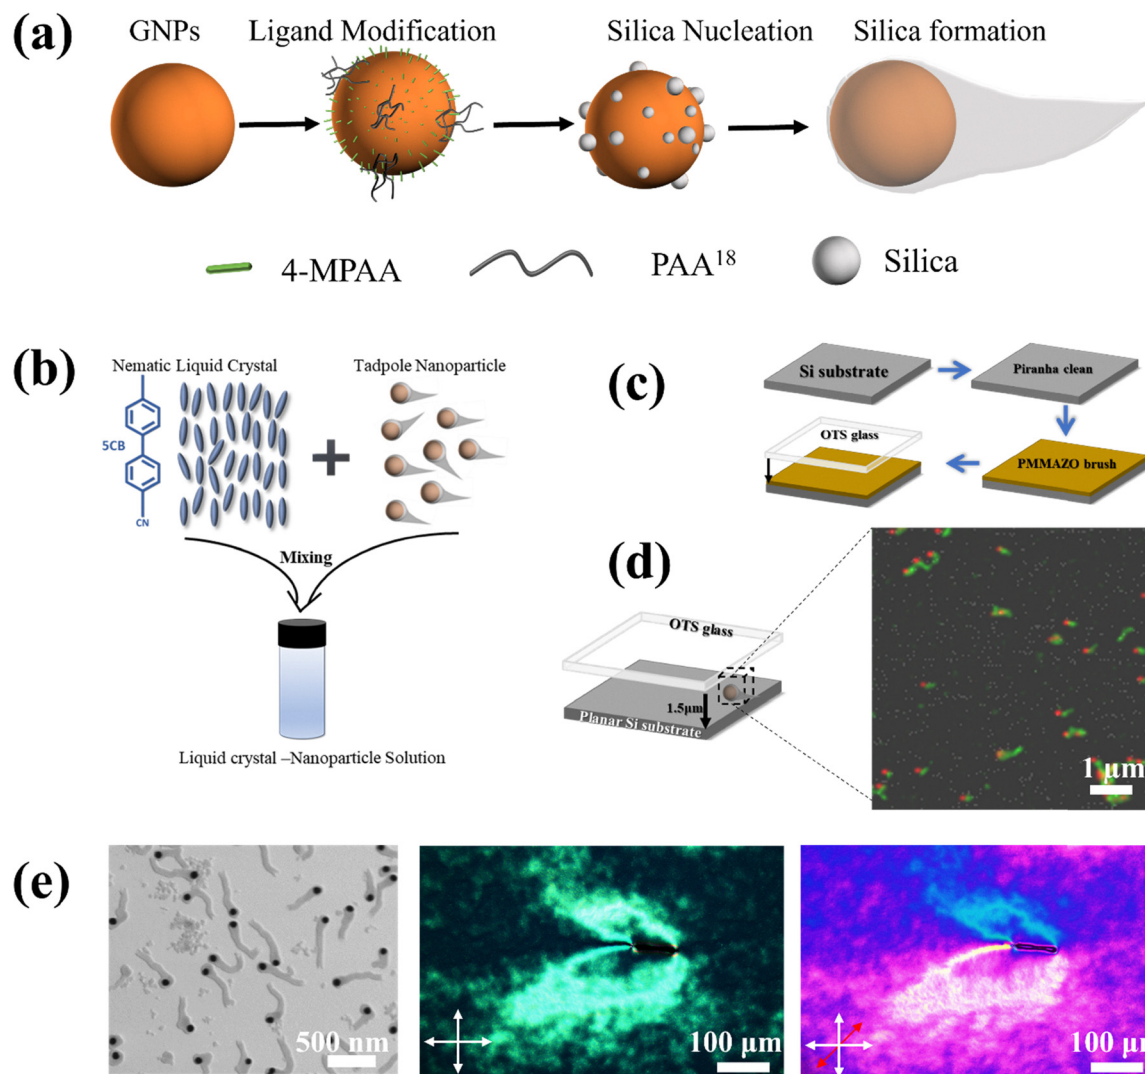 (a)
GNPs
Ligand Modification
Silica Nucleation
Silica formation
4-MPAA
PAA¹⁸
Silica
(b)
Nematic Liquid Crystal
Tadpole Nanoparticle
5CB
CN
Mixing
Liquid crystal –Nanoparticle Solution
(c)
Si substrate
Piranha clean
OTS glass
PMMAZO brush
(d)
OTS glass
1.5μm
Planar Si substrate
1 μm
(e)
500 nm
100 μm
100 μm